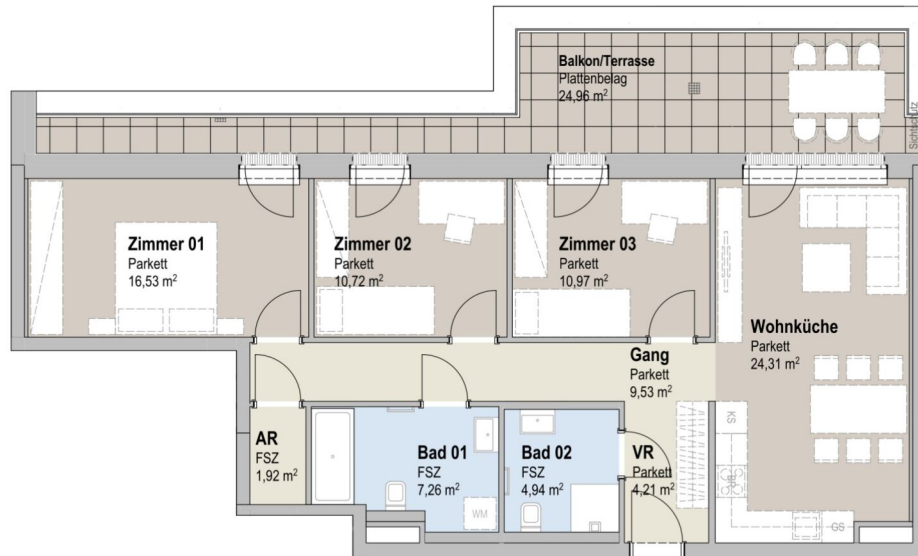 Balkon/Terrasse
Plattenbelag
24,96 m²
Sichtschutz
Zimmer 01
Parkett
16,53 m²
Zimmer 02
Parkett
10,72 m²
Zimmer 03
Parkett
10,97 m²
Wohnküche
Parkett
24,31 m²
Gang
Parkett
9,53 m²
AR
FSZ
1,92 m²
Bad 01
FSZ
7,26 m²
WM
Bad 02
FSZ
4,94 m²
VR
Parkett
4,21 m²
KS
BP
GS